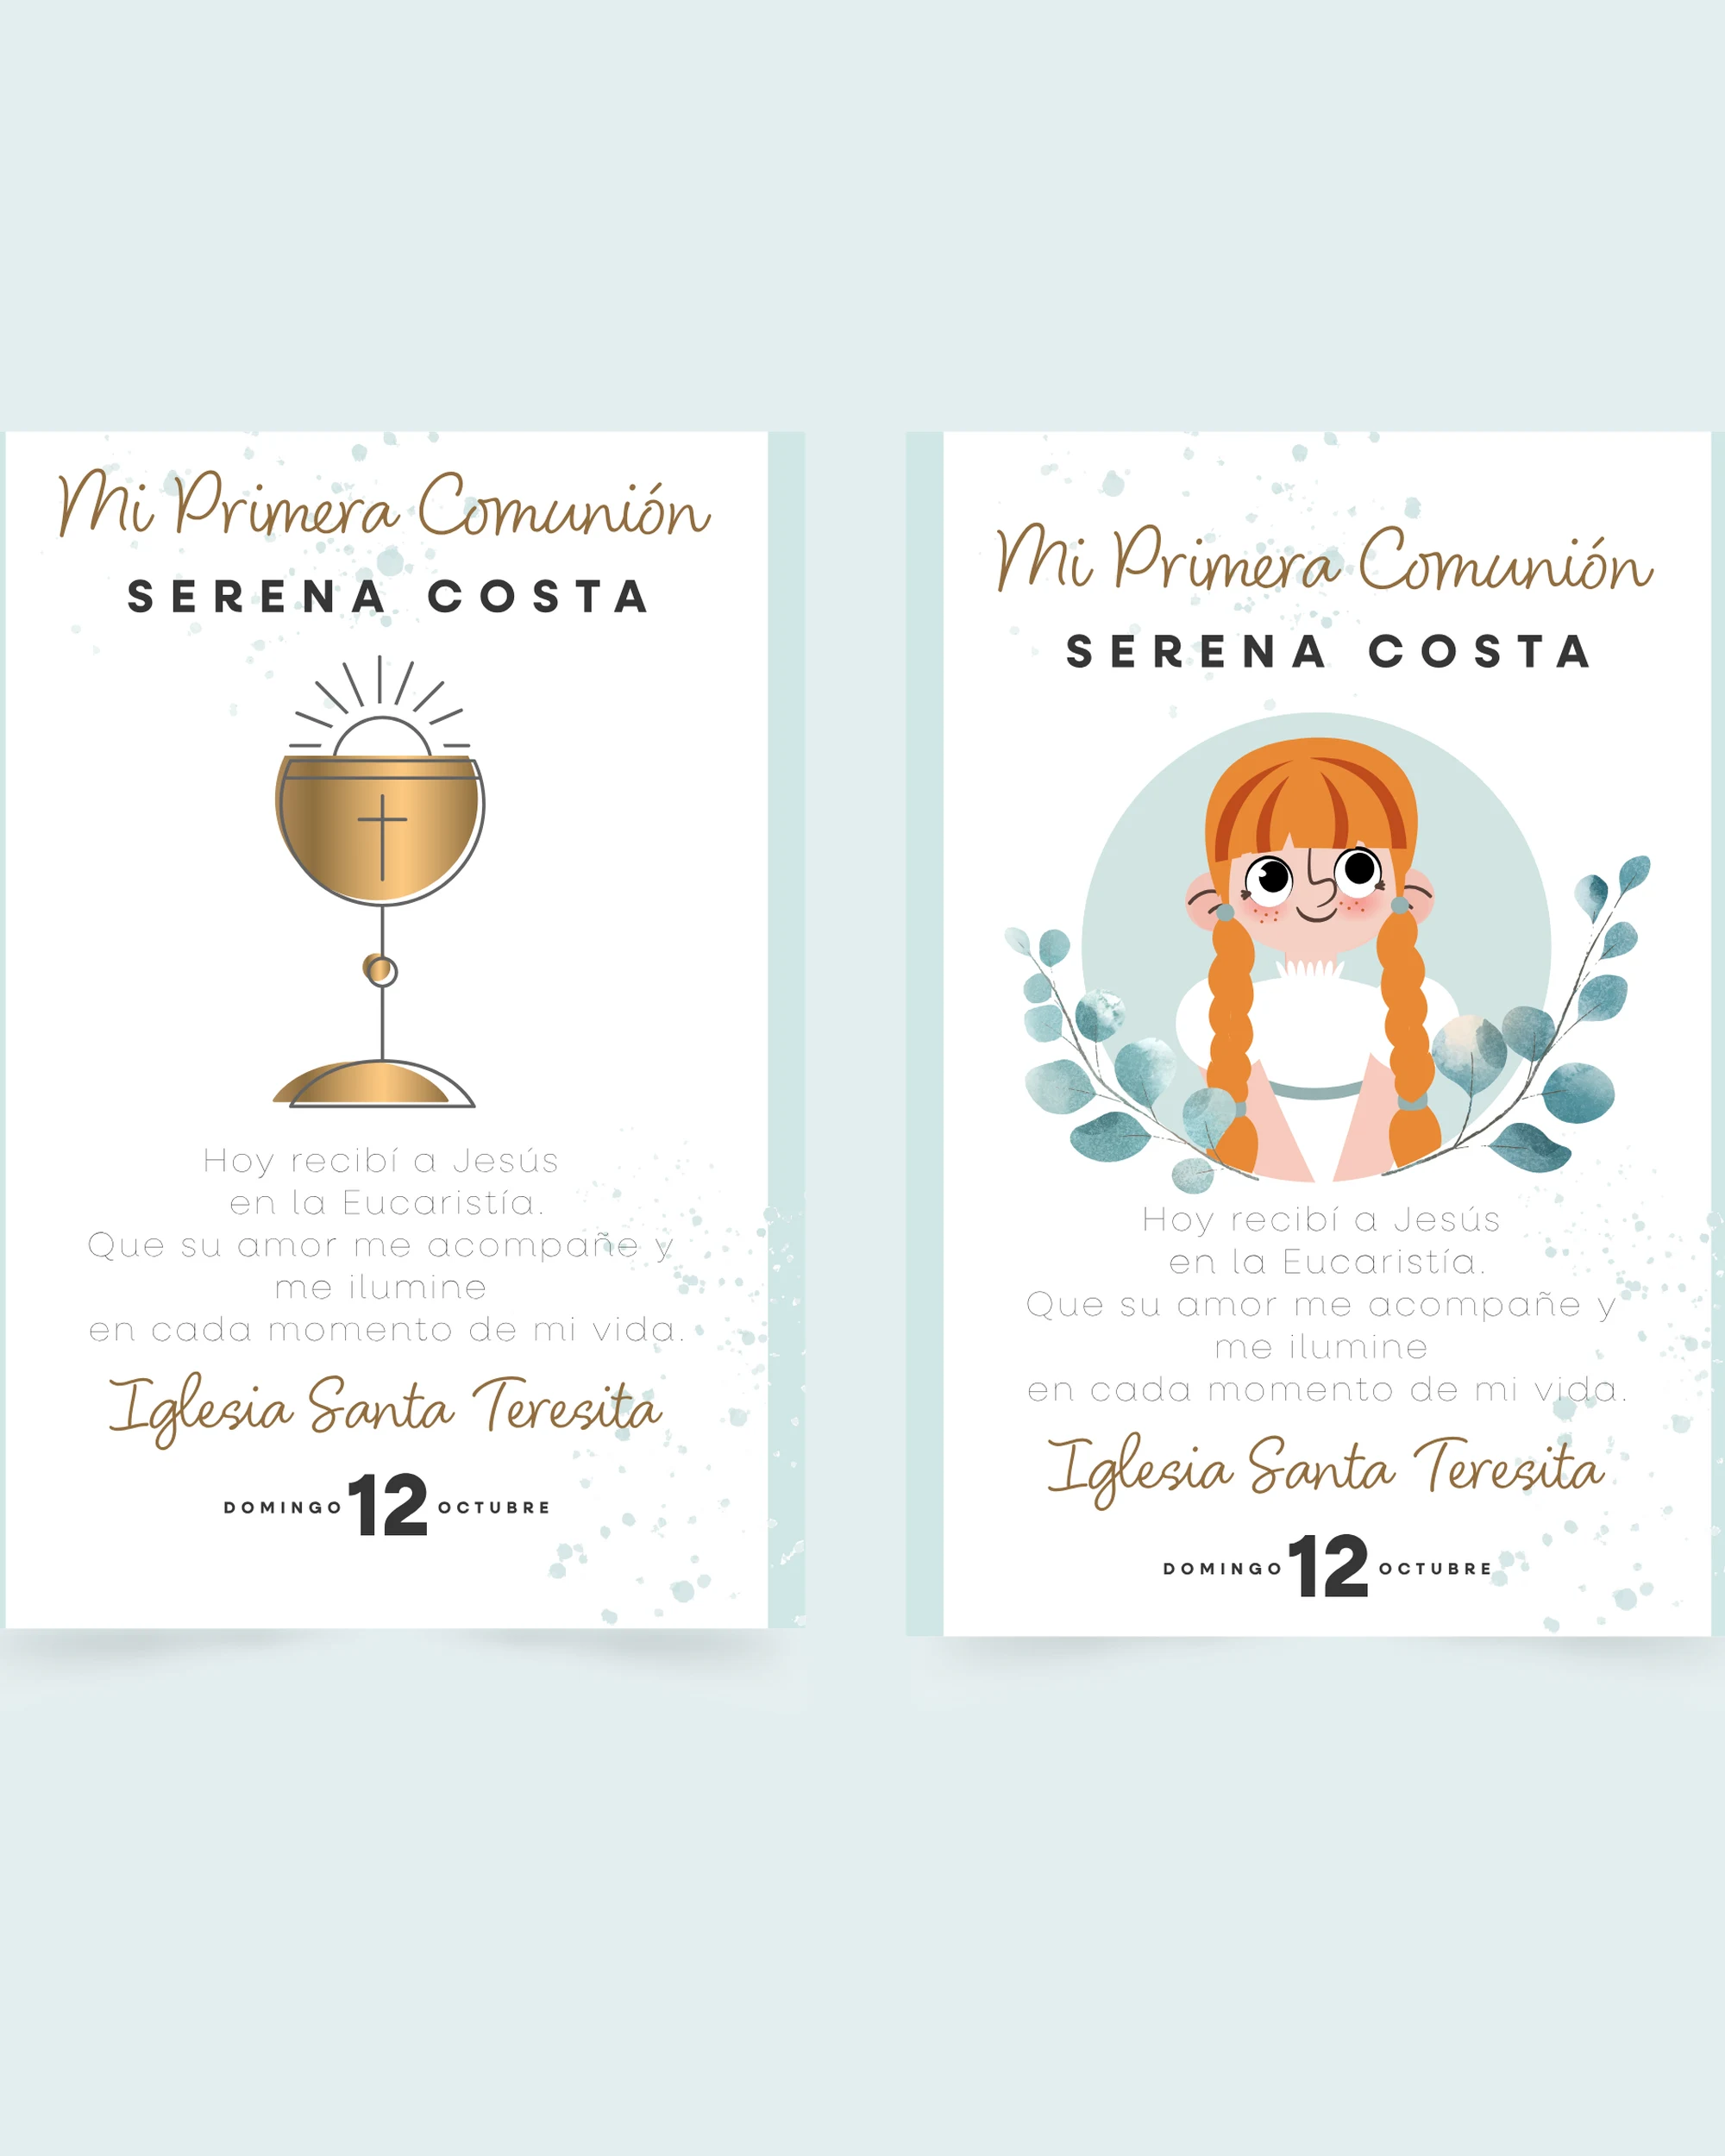 Mi Primera Comunión
SERENA COSTA
Hoy recibí a Jesús
en la Eucaristía.
Que su amor me acompañe y
me ilumine
en cada momento de mi vida.
Iglesia Santa Teresita
DOMINGO 12 OCTUBRE
Mi Primera Comunión
SERENA COSTA
Hoy recibí a Jesús
en la Eucaristía.
Que su amor me acompañe y
me ilumine
en cada momento de mi vida.
Iglesia Santa Teresita
DOMINGO 12 OCTUBRE